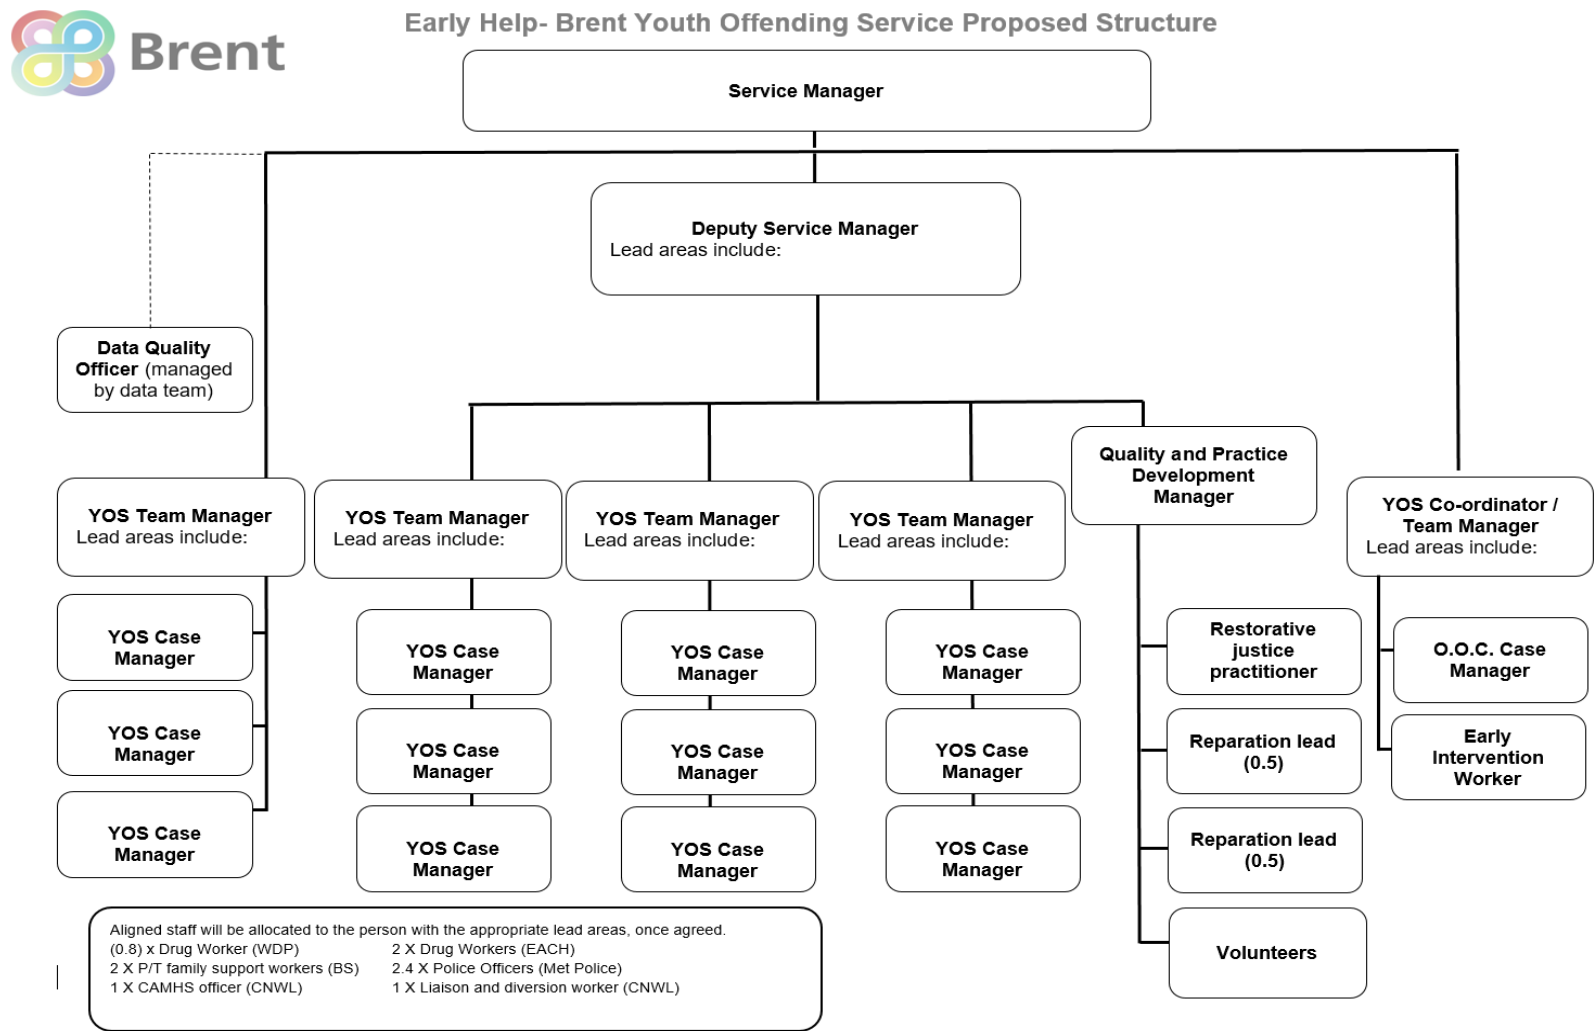 Brent
Early Help- Brent Youth Offending Service Proposed Structure
Service Manager
Deputy Service Manager
Lead areas include:
Data Quality
Officer (managed
by data team)
Quality and Practice
Development
Manager
YOS Team Manager
Lead areas include:
YOS Team Manager
Lead areas include:
YOS Team Manager
Lead areas include:
YOS Team Manager
Lead areas include:
YOS Co-ordinator /
Team Manager
Lead areas include:
YOS Case
Manager
YOS Case
Manager
YOS Case
Manager
YOS Case
Manager
YOS Case
Manager
YOS Case
Manager
YOS Case
Manager
YOS Case
Manager
YOS Case
Manager
YOS Case
Manager
YOS Case
Manager
YOS Case
Manager
Restorative
justice
practitioner
Reparation lead
(0.5)
Reparation lead
(0.5)
Volunteers
O.O.C. Case
Manager
Early
Intervention
Worker
Aligned staff will be allocated to the person with the appropriate lead areas, once agreed.
(0.8) x Drug Worker (WDP) 2 X Drug Workers (EACH)
2 X P/T family support workers (BS) 2.4 X Police Officers (Met Police)
1 X CAMHS officer (CNWL) 1 X Liaison and diversion worker (CNWL)